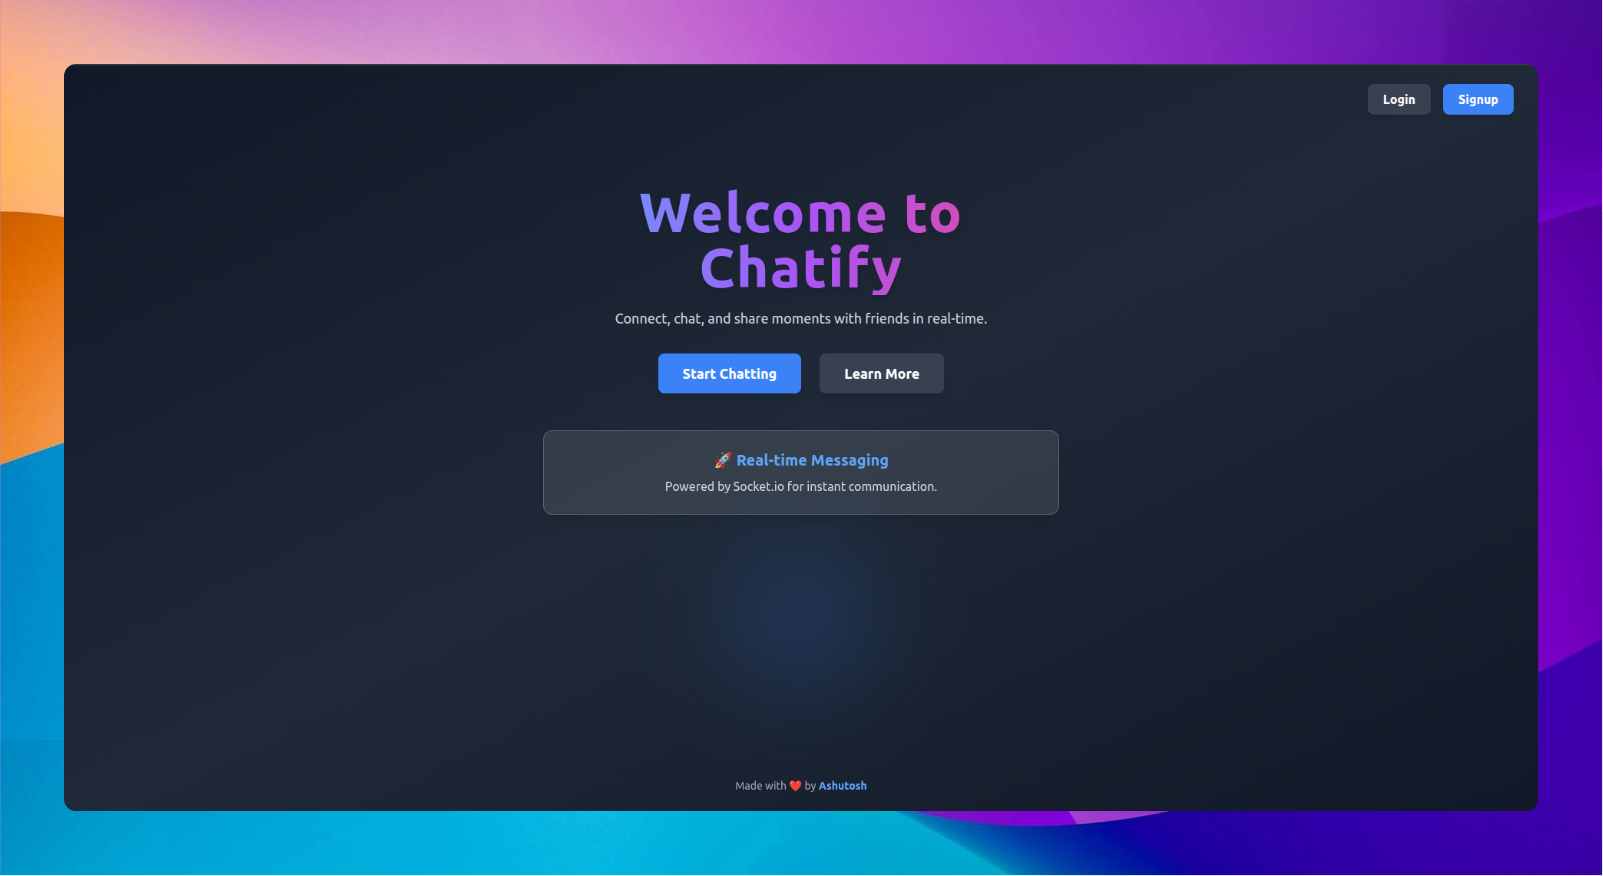 Login
Signup
Welcome to
Chatify
Connect, chat, and share moments with friends in real-time.
Start Chatting
Learn More
🚀 Real-time Messaging
Powered by Socket.io for instant communication.
Made with ❤️ by Ashutosh